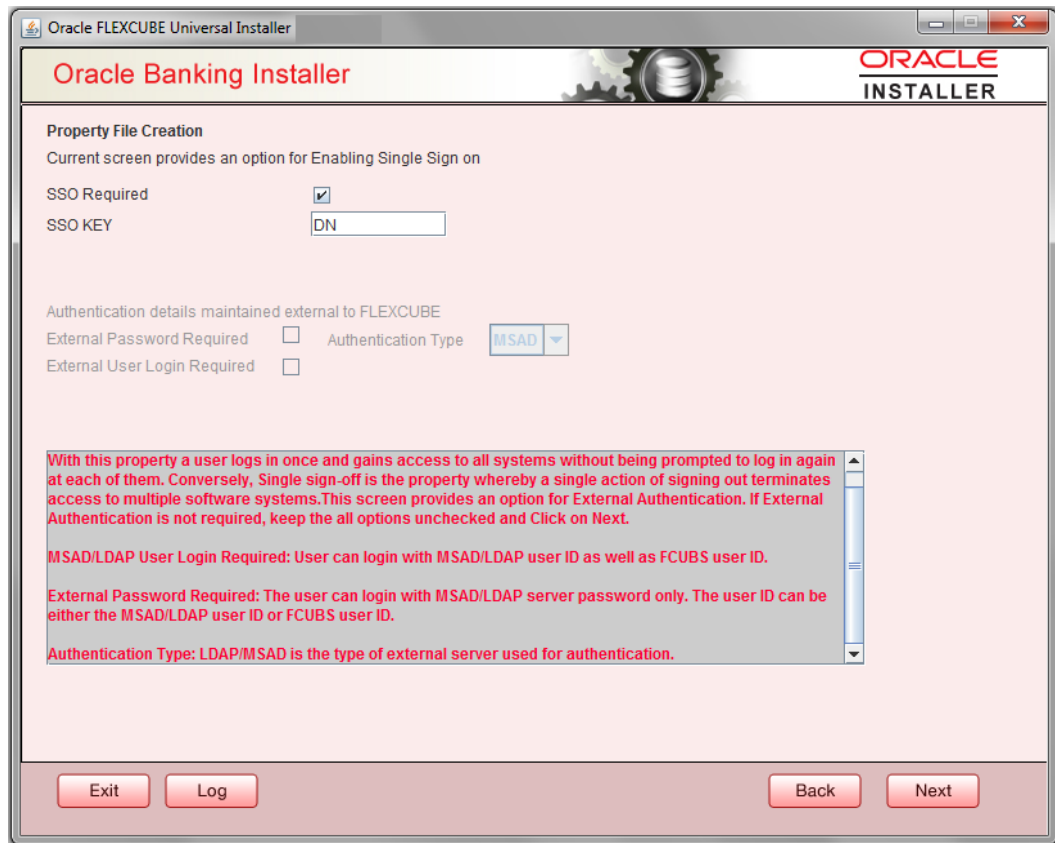 Oracle FLEXCUBE Universal Installer
Oracle Banking Installer
ORACLE
INSTALLER
Property File Creation
Current screen provides an option for Enabling Single Sign on
SSO Required
SSO KEY DN
Authentication details maintained external to FLEXCUBE
External Password Required Authentication Type MSAD
External User Login Required
With this property a user logs in once and gains access to all systems without being prompted to log in again
at each of them. Conversely, Single sign-off is the property whereby a single action of signing out terminates
access to multiple software systems.This screen provides an option for External Authentication. If External
Authentication is not required, keep the all options unchecked and Click on Next.
MSAD/LDAP User Login Required: User can login with MSAD/LDAP user ID as well as FCUBS user ID.
External Password Required: The user can login with MSAD/LDAP server password only. The user ID can be
either the MSAD/LDAP user ID or FCUBS user ID.
Authentication Type: LDAP/MSAD is the type of external server used for authentication.
Exit Log Back Next